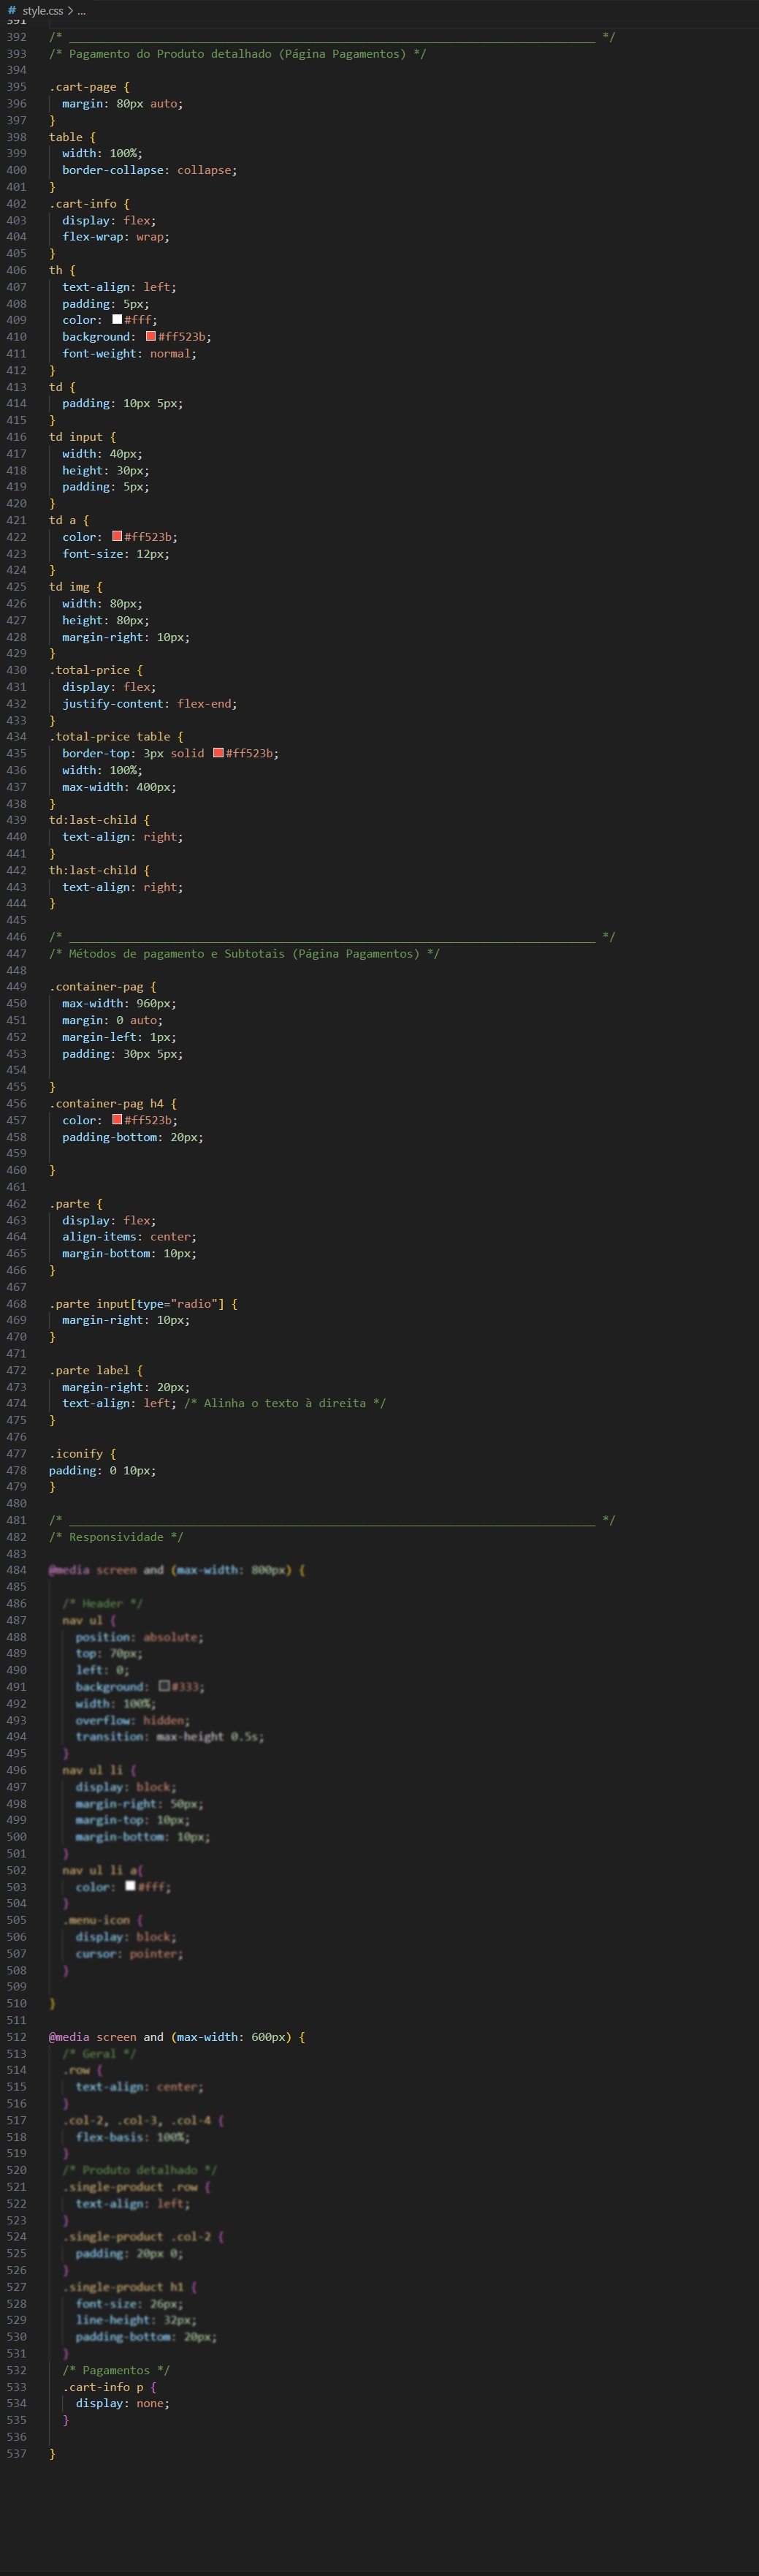 # style.css > ...
391
392 /* ______________________________________________________________________________ */
393 /* Pagamento do Produto detalhado (Página Pagamentos) */
394
395 .cart-page {
396   margin: 80px auto;
397 }
398 table {
399   width: 100%;
400   border-collapse: collapse;
401 }
402 .cart-info {
403   display: flex;
404   flex-wrap: wrap;
405 }
406 th {
407   text-align: left;
408   padding: 5px;
409   color: #fff;
410   background: #ff523b;
411   font-weight: normal;
412 }
413 td {
414   padding: 10px 5px;
415 }
416 td input {
417   width: 40px;
418   height: 30px;
419   padding: 5px;
420 }
421 td a {
422   color: #ff523b;
423   font-size: 12px;
424 }
425 td img {
426   width: 80px;
427   height: 80px;
428   margin-right: 10px;
429 }
430 .total-price {
431   display: flex;
432   justify-content: flex-end;
433 }
434 .total-price table {
435   border-top: 3px solid #ff523b;
436   width: 100%;
437   max-width: 400px;
438 }
439 td:last-child {
440   text-align: right;
441 }
442 th:last-child {
443   text-align: right;
444 }
445
446 /* ______________________________________________________________________________ */
447 /* Métodos de pagamento e Subtotais (Página Pagamentos) */
448
449 .container-pag {
450   max-width: 960px;
451   margin: 0 auto;
452   margin-left: 1px;
453   padding: 30px 5px;
454
455 }
456 .container-pag h4 {
457   color: #ff523b;
458   padding-bottom: 20px;
459
460 }
461
462 .parte {
463   display: flex;
464   align-items: center;
465   margin-bottom: 10px;
466 }
467
468 .parte input[type="radio"] {
469   margin-right: 10px;
470 }
471
472 .parte label {
473   margin-right: 20px;
474   text-align: left; /* Alinha o texto à direita */
475 }
476
477 .iconify {
478 padding: 0 10px;
479 }
480
481 /* ______________________________________________________________________________ */
482 /* Responsividade */
483
484 @media screen and (max-width: 800px) {
485
486   /* Header */
487   nav ul {
488     position: absolute;
489     top: 70px;
490     left: 0;
491     background: #333;
492     width: 100%;
493     overflow: hidden;
494     transition: max-height 0.5s;
495   }
496   nav ul li {
497     display: block;
498     margin-right: 50px;
499     margin-top: 10px;
500     margin-bottom: 10px;
501   }
502   nav ul li a{
503     color: #fff;
504   }
505   .menu-icon {
506     display: block;
507     cursor: pointer;
508   }
509
510 }
511
512 @media screen and (max-width: 600px) {
513   /* Geral */
514   .row {
515     text-align: center;
516   }
517   .col-2, .col-3, .col-4 {
518     flex-basis: 100%;
519   }
520   /* Produto detalhado */
521   .single-product .row {
522     text-align: left;
523   }
524   .single-product .col-2 {
525     padding: 20px 0;
526   }
527   .single-product h1 {
528     font-size: 26px;
529     line-height: 32px;
530     padding-bottom: 20px;
531   }
532   /* Pagamentos */
533   .cart-info p {
534     display: none;
535   }
536
537 }